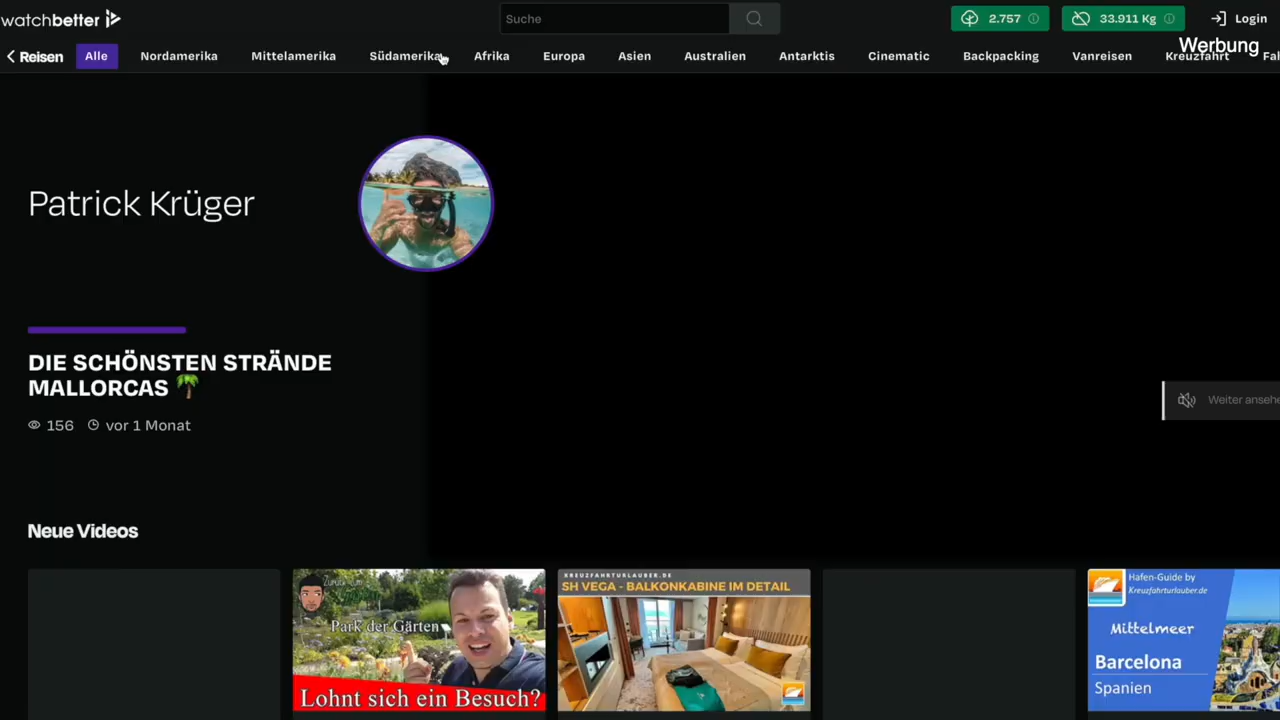 watchbetter
Suche
2.757
33.911 Kg
Login
Werbung
Reisen
Alle
Nordamerika
Mittelamerika
Südamerika
Afrika
Europa
Asien
Australien
Antarktis
Cinematic
Backpacking
Vanreisen
Kreuzfahrt
Fa
Patrick Krüger
DIE SCHÖNSTEN STRÄNDE
MALLORCAS
156 vor 1 Monat
Weiter ansehe
Neue Videos
Park der Gärten
Lohnt sich ein Besuch?
KREUZFAHRTURLAUBER.DE
SH VEGA - BALKONKABINE IM DETAIL
Hafen-Guide by
Kreuzfahrturlauber.de
Mittelmeer
Barcelona
Spanien